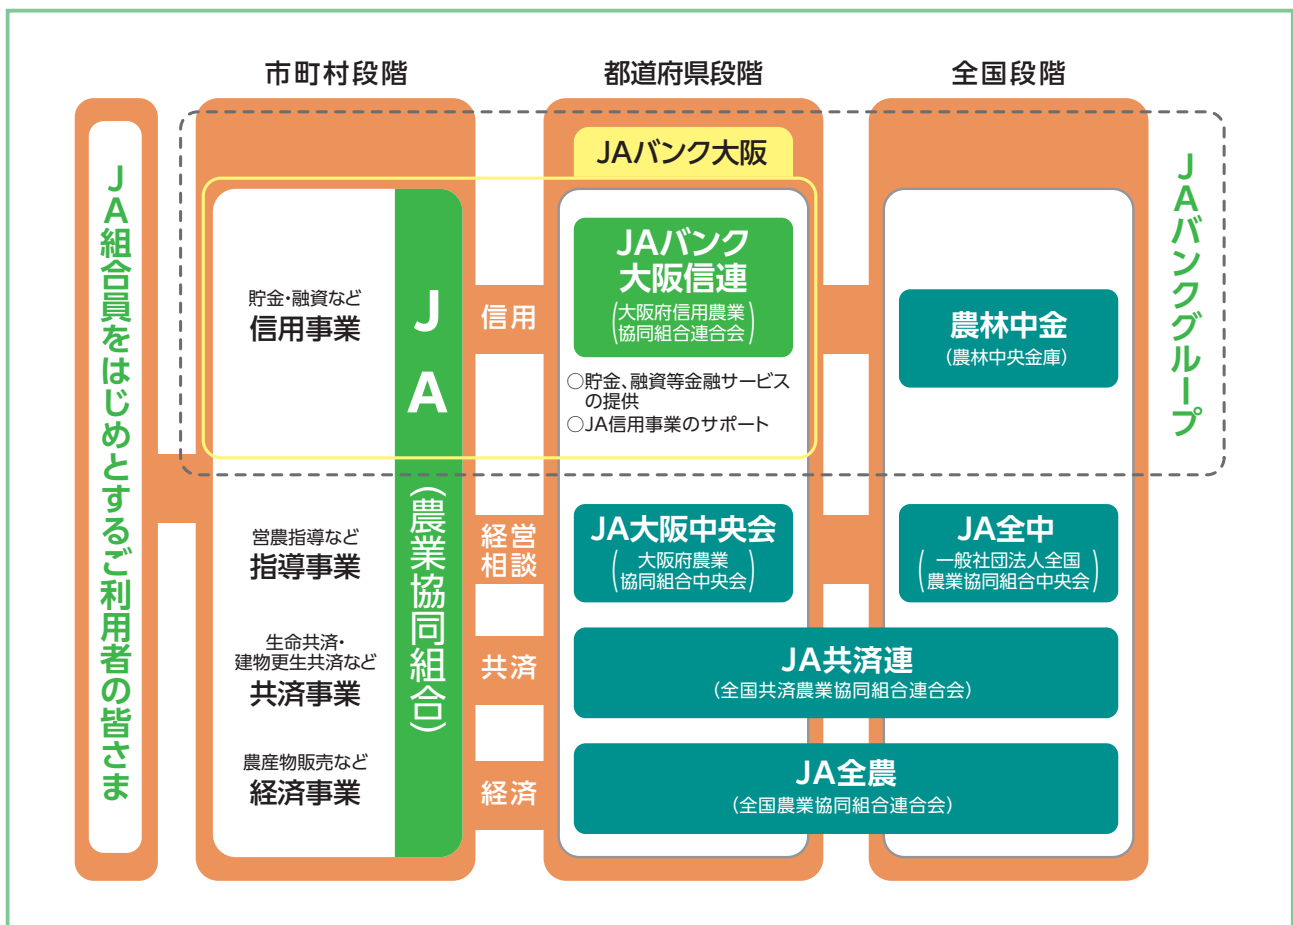 市町村段階
都道府県段階
全国段階
JA組合員をはじめとするご利用者の皆さま
JAバンク大阪
JAバンクグループ
貯金・融資など
信用事業
営農指導など
指導事業
生命共済・
建物更生共済など
共済事業
農産物販売など
経済事業
JA
（農業協同組合）
信用
経営
相談
共済
経済
JAバンク
大阪信連
（大阪府信用農業
協同組合連合会）
○貯金、融資等金融サービス
の提供
○JA信用事業のサポート
農林中金
（農林中央金庫）
JA大阪中央会
（大阪府農業
協同組合中央会）
JA全中
（一般社団法人全国
農業協同組合中央会）
JA共済連
（全国共済農業協同組合連合会）
JA全農
（全国農業協同組合連合会）